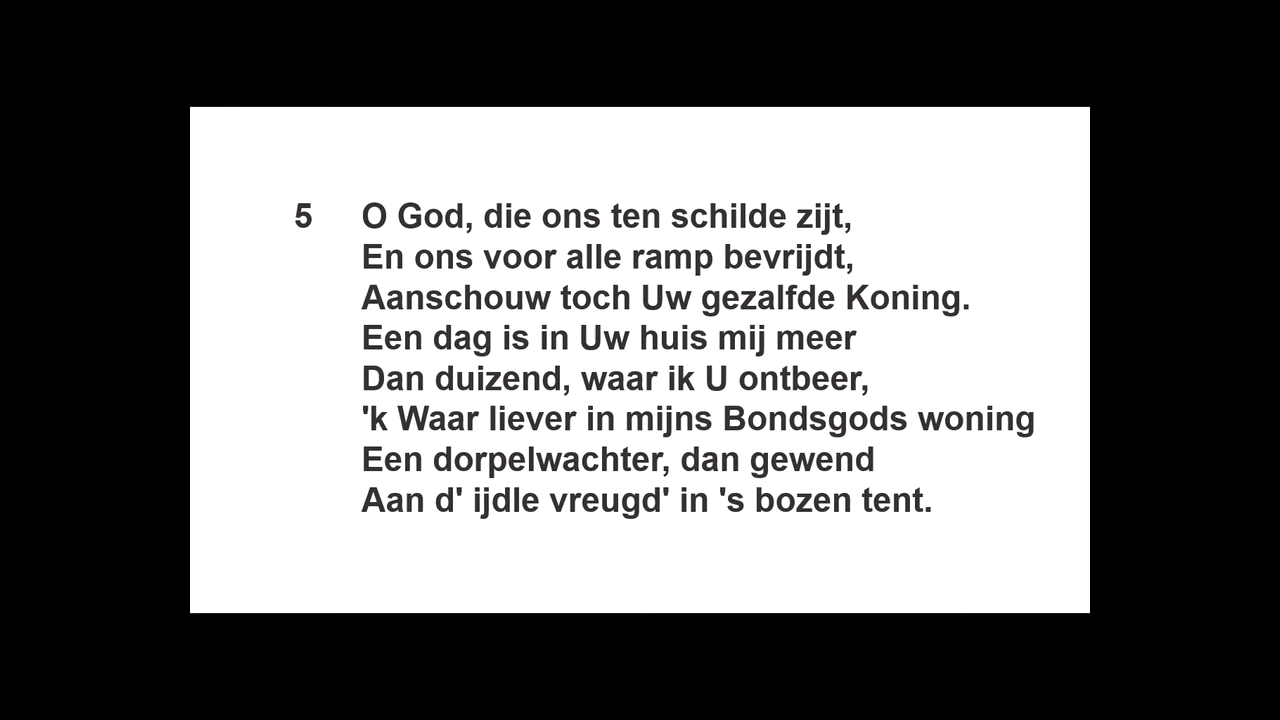 5 O God, die ons ten schilde zijt,
En ons voor alle ramp bevrijdt,
Aanschouw toch Uw gezalfde Koning.
Een dag is in Uw huis mij meer
Dan duizend, waar ik U ontbeer,
'k Waar liever in mijns Bondsgods woning
Een dorpelwachter, dan gewend
Aan d' ijdle vreugd' in 's bozen tent.